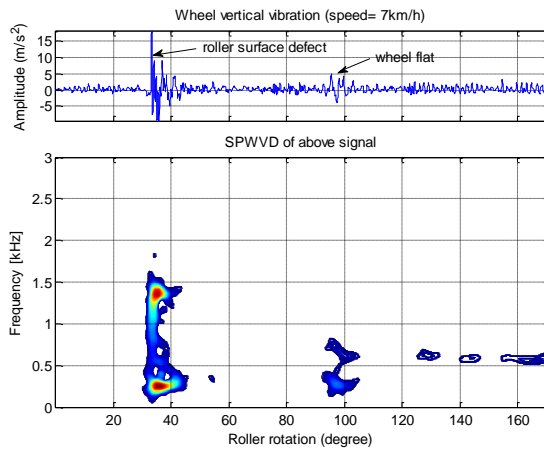 Wheel vertical vibration (speed= 7km/h)
Amplitude (m/s²)
15
10
5
0
-5
roller surface defect
wheel flat
SPWVD of above signal
Frequency [kHz]
3
2.5
2
1.5
1
0.5
0
20 40 60 80 100 120 140 160
Roller rotation (degree)